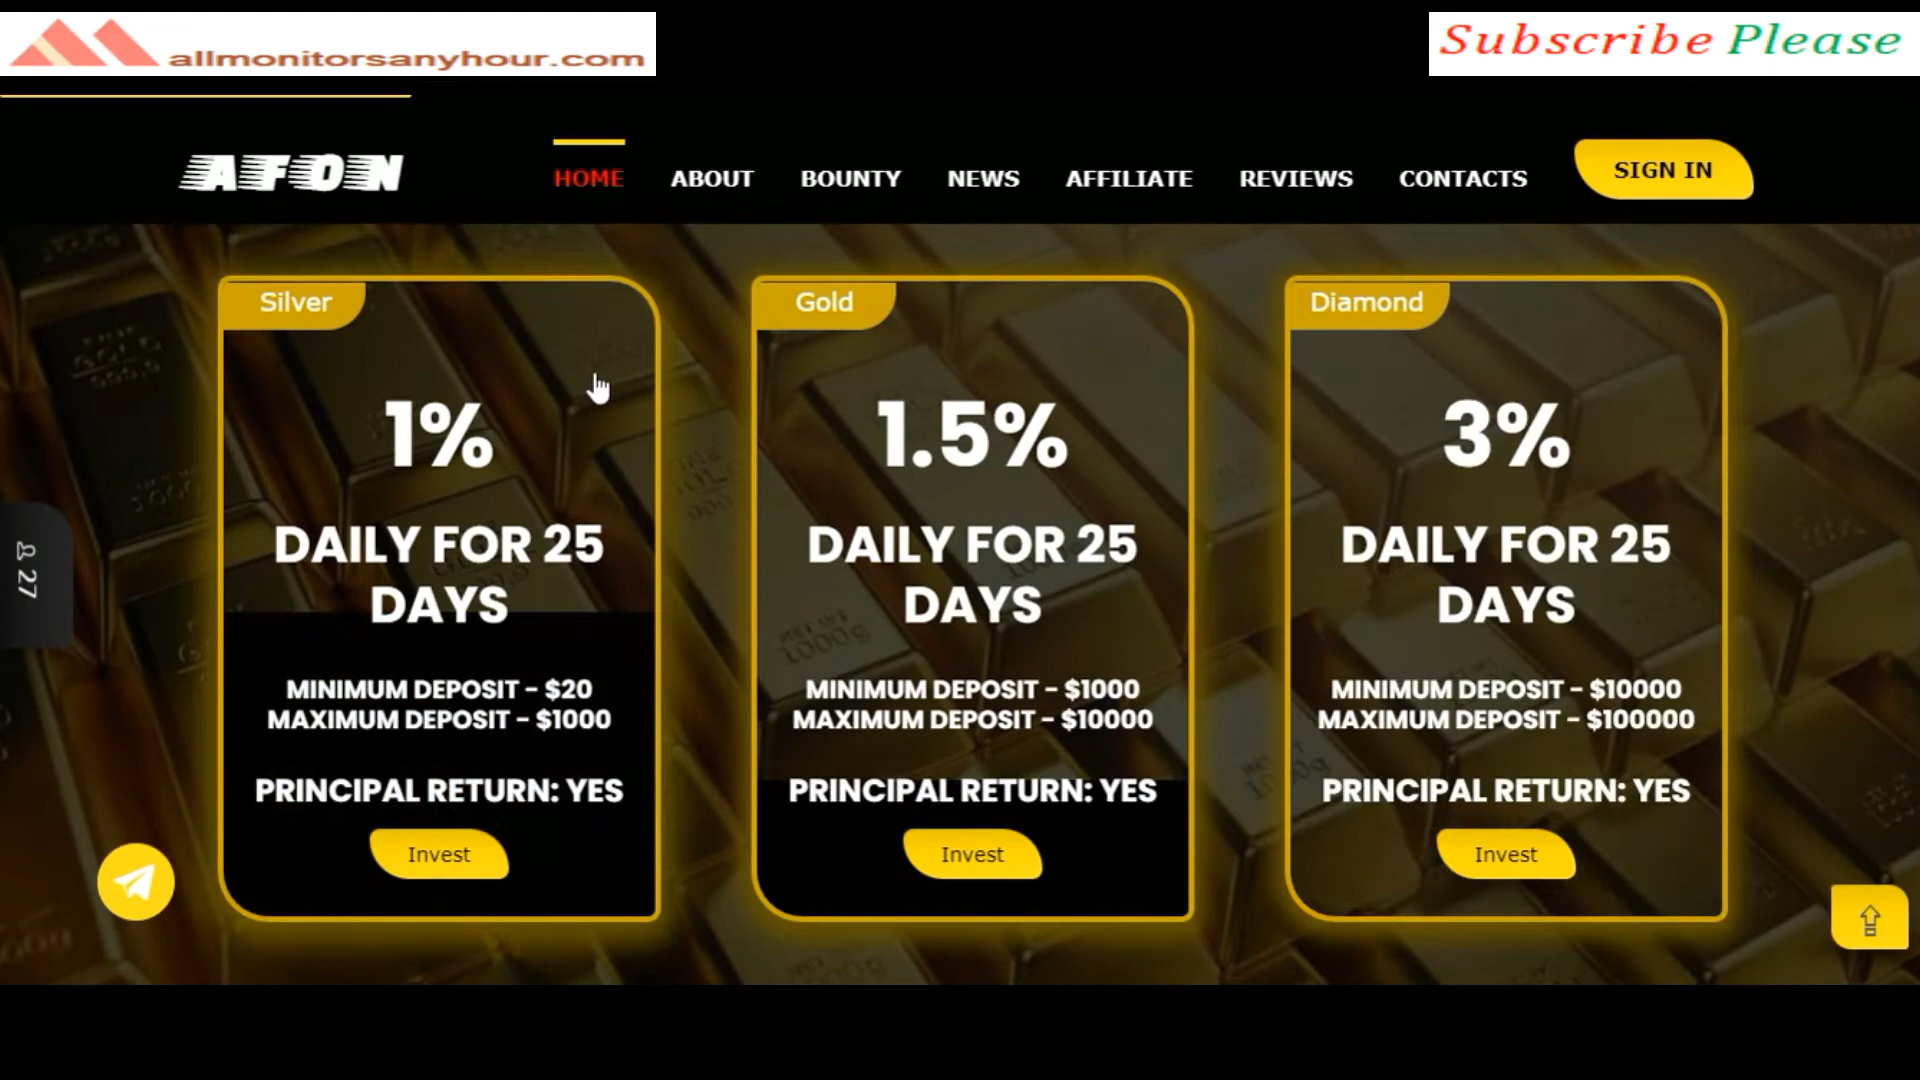 allmonitorsanyhour.com
Subscribe Please
AFON
HOME ABOUT BOUNTY NEWS AFFILIATE REVIEWS CONTACTS SIGN IN
Silver
1%
DAILY FOR 25
DAYS
MINIMUM DEPOSIT - $20
MAXIMUM DEPOSIT - $1000
PRINCIPAL RETURN: YES
Invest
Gold
1.5%
DAILY FOR 25
DAYS
MINIMUM DEPOSIT - $1000
MAXIMUM DEPOSIT - $10000
PRINCIPAL RETURN: YES
Invest
Diamond
3%
DAILY FOR 25
DAYS
MINIMUM DEPOSIT - $10000
MAXIMUM DEPOSIT - $100000
PRINCIPAL RETURN: YES
Invest
27
NET WT
1000g